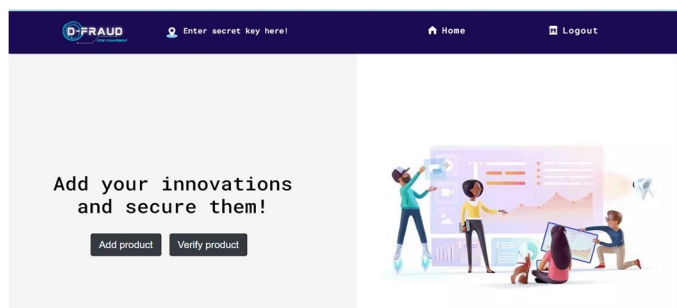 D-FRAUD
Enter secret key here!
Home
Logout
Add your innovations
and secure them!
Add product
Verify product